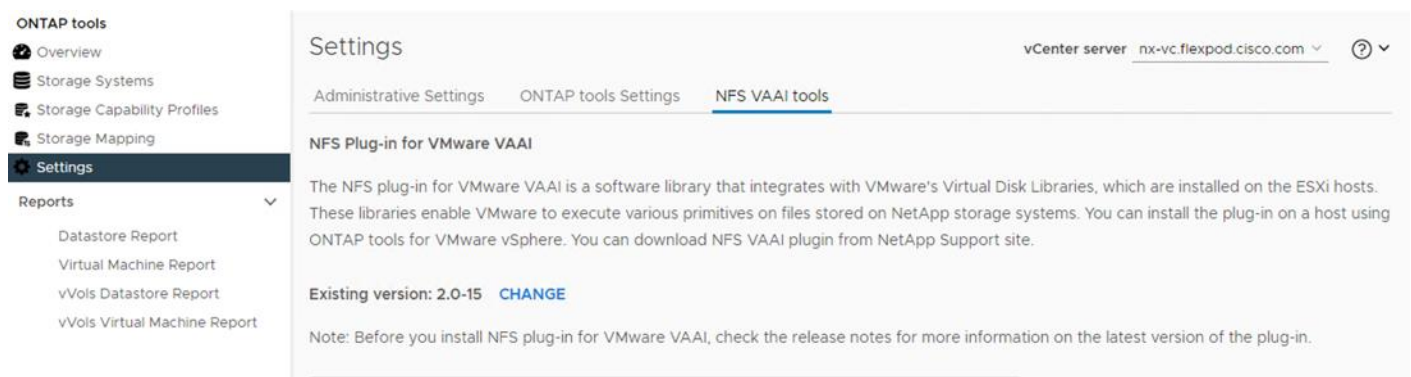 ONTAP tools
Overview
Storage Systems
Storage Capability Profiles
Storage Mapping
Settings
Reports
Datastore Report
Virtual Machine Report
vVols Datastore Report
vVols Virtual Machine Report
Settings
vCenter server nx-vc.flexpod.cisco.com
Administrative Settings ONTAP tools Settings NFS VAAI tools
NFS Plug-in for VMware VAAI
The NFS plug-in for VMware VAAI is a software library that integrates with VMware's Virtual Disk Libraries, which are installed on the ESXi hosts.
These libraries enable VMware to execute various primitives on files stored on NetApp storage systems. You can install the plug-in on a host using
ONTAP tools for VMware vSphere. You can download NFS VAAI plugin from NetApp Support site.
Existing version: 2.0-15 CHANGE
Note: Before you install NFS plug-in for VMware VAAI, check the release notes for more information on the latest version of the plug-in.